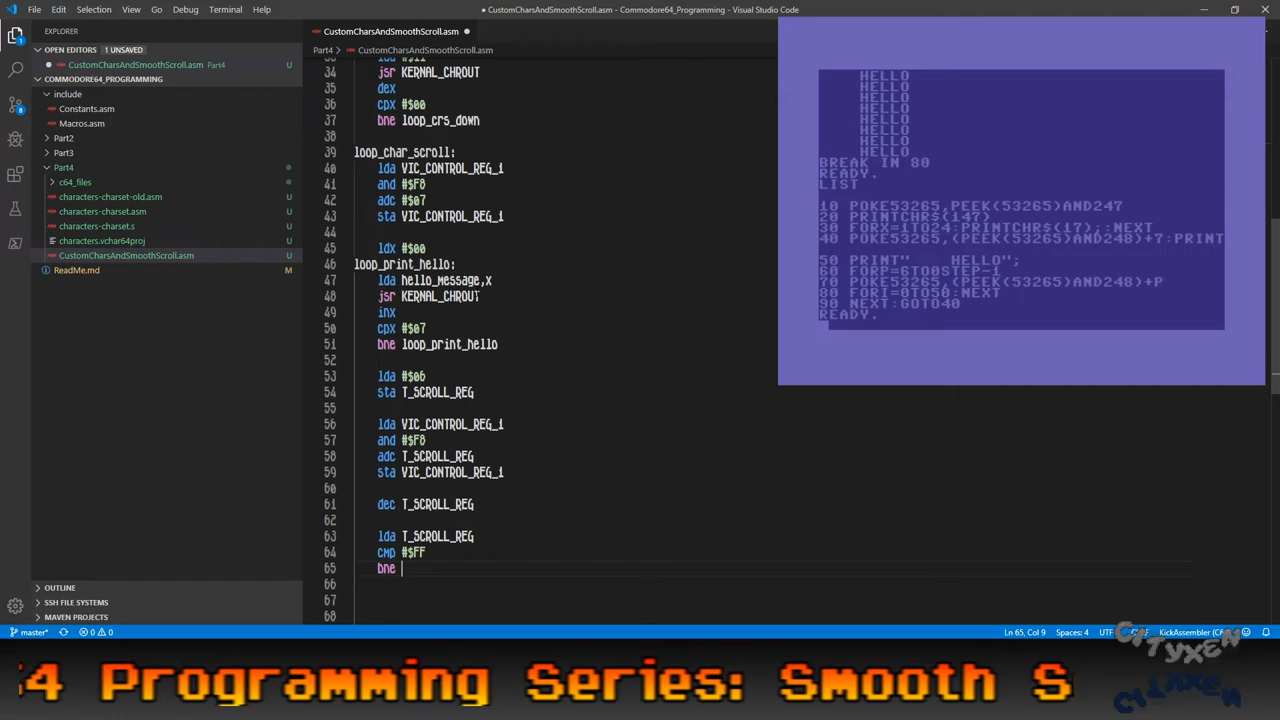 File Edit Selection View Go Debug Terminal Help
● CustomCharsAndSmoothScroll.asm - Commodore64_Programming - Visual Studio Code
EXPLORER
OPEN EDITORS 1 UNSAVED
CustomCharsAndSmoothScroll.asm Part4 U
COMMODORE64_PROGRAMMING
include
Constants.asm U
Macros.asm U
Part2
Part3
Part4
c64_files
characters-charset-old.asm U
characters-charset.asm U
characters-charset.s U
characters.vchar64proj U
CustomCharsAndSmoothScroll.asm U
ReadMe.md M
OUTLINE
SSH FILE SYSTEMS
MAVEN PROJECTS
CustomCharsAndSmoothScroll.asm ●
Part4 > CustomCharsAndSmoothScroll.asm
34 jsr KERNAL_CHROUT
35 dex
36 cpx #$00
37 bne loop_crs_down
38
39 loop_char_scroll:
40 lda VIC_CONTROL_REG_1
41 and #$F8
42 adc #$07
43 sta VIC_CONTROL_REG_1
44
45 ldx #$00
46 loop_print_hello:
47 lda hello_message,x
48 jsr KERNAL_CHROUT
49 inx
50 cpx #$07
51 bne loop_print_hello
52
53 lda #$06
54 sta T_SCROLL_REG
55
56 lda VIC_CONTROL_REG_1
57 and #$F8
58 adc T_SCROLL_REG
59 sta VIC_CONTROL_REG_1
60
61 dec T_SCROLL_REG
62
63 lda T_SCROLL_REG
64 cmp #$FF
65 bne
66
67
68
HELLO
HELLO
HELLO
HELLO
HELLO
HELLO
HELLO
HELLO
BREAK IN 80
READY.
LIST
10 POKE53265,PEEK(53265)AND247
20 PRINTCHR$(147)
30 FORX=1TO24:PRINTCHR$(17);:NEXT
40 POKE53265,(PEEK(53265)AND248)+7:PRINT
50 PRINT" HELLO";
60 FORP=6TO0STEP-1
70 POKE53265,(PEEK(53265)AND248)+P
80 FORI=0TO50:NEXT
90 NEXT:GOTO40
READY.
master* 0 0 Ln 65, Col 9 Spaces: 4 KickAssembler (C6
64 Programming Series: Smooth S
CITYXEN
CITYXEN